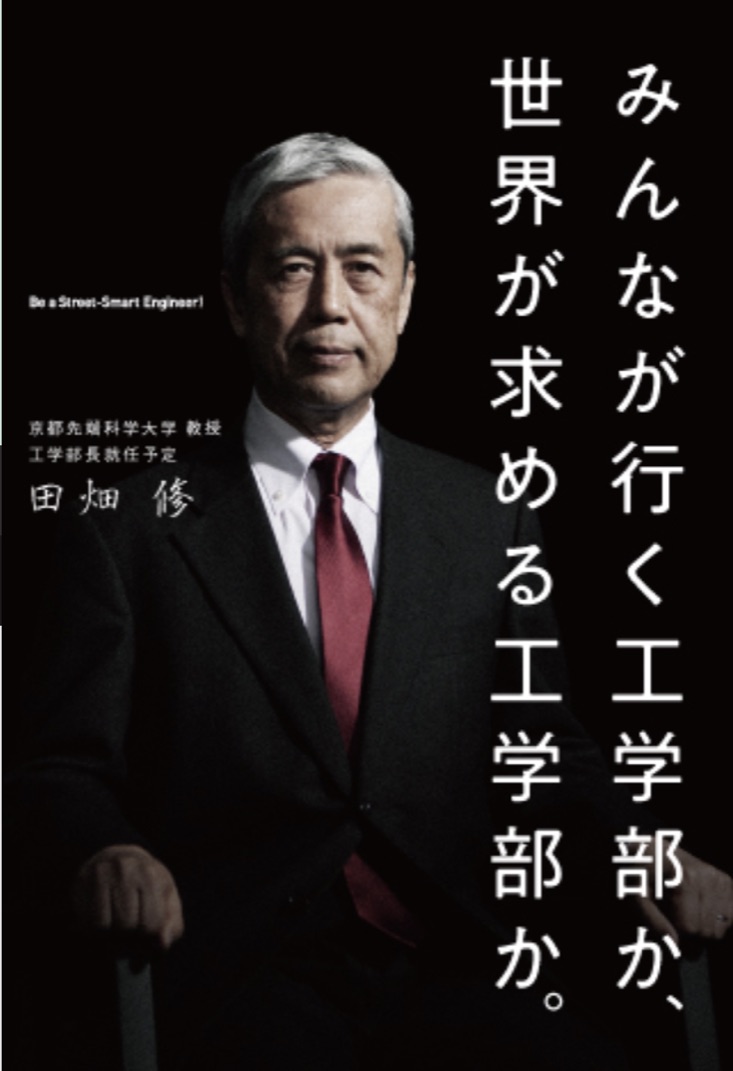 みんなが行く工学部か、
世界が求める工学部か。
Be a Street-Smart Engineer!
京都先端科学大学 教授
工学部長就任予定
田畑 修